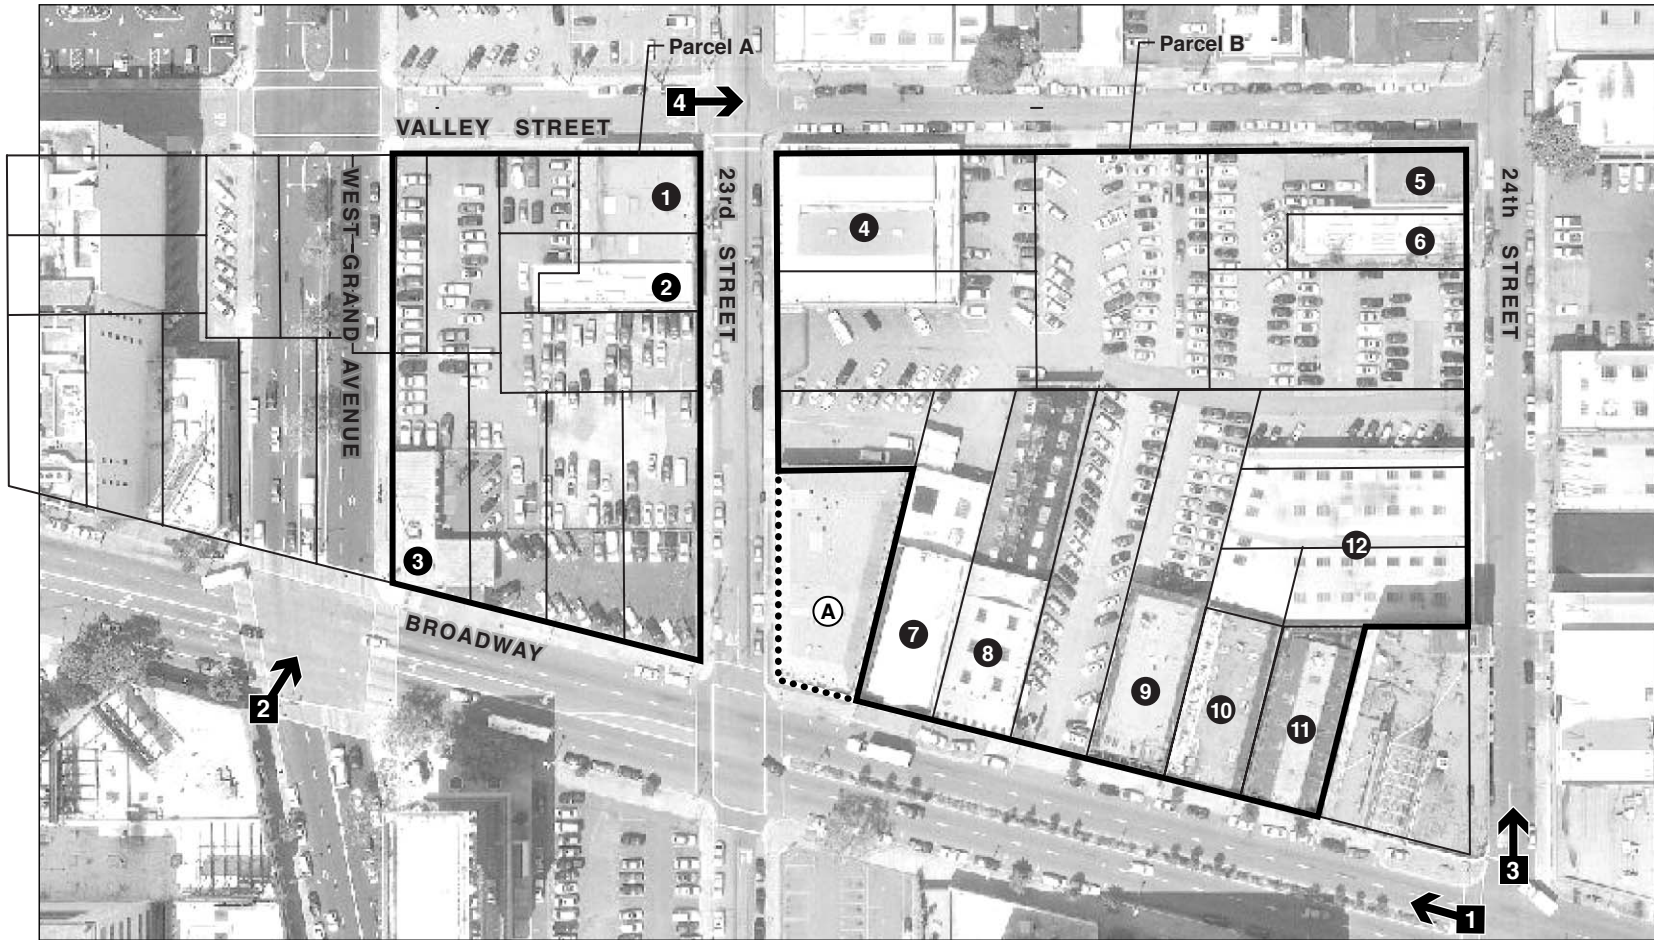 Parcel A
Parcel B
4
VALLEY STREET
WEST GRAND AVENUE
23rd STREET
24th STREET
1
2
3
4
5
6
7
8
9
10
11
12
A
BROADWAY
2
3
1